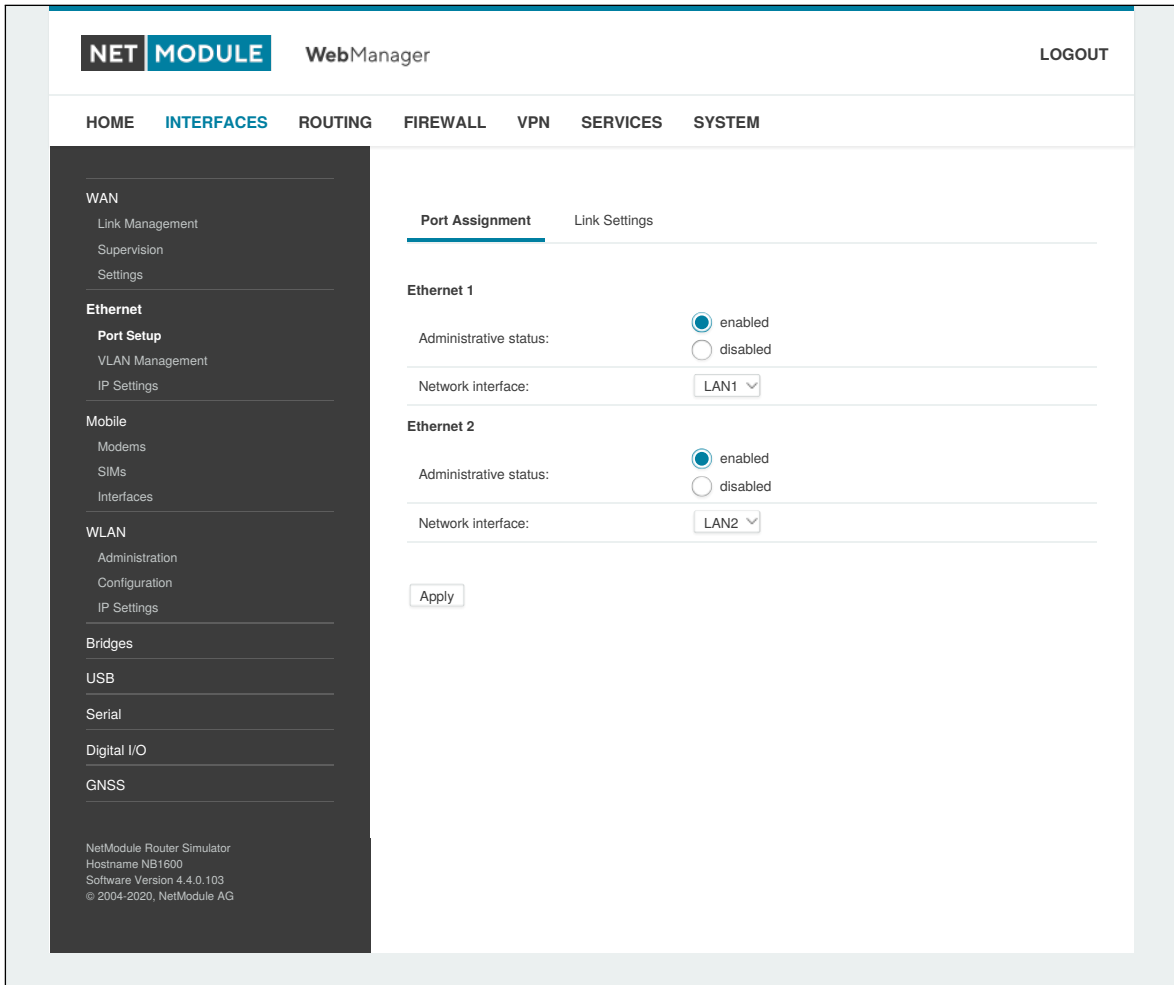 NET MODULE WebManager LOGOUT
HOME INTERFACES ROUTING FIREWALL VPN SERVICES SYSTEM
WAN
Link Management
Supervision
Settings
Ethernet
Port Setup
VLAN Management
IP Settings
Mobile
Modems
SIMs
Interfaces
WLAN
Administration
Configuration
IP Settings
Bridges
USB
Serial
Digital I/O
GNSS
NetModule Router Simulator
Hostname NB1600
Software Version 4.4.0.103
© 2004-2020, NetModule AG
Port Assignment Link Settings
Ethernet 1
Administrative status: enabled
disabled
Network interface: LAN1
Ethernet 2
Administrative status: enabled
disabled
Network interface: LAN2
Apply